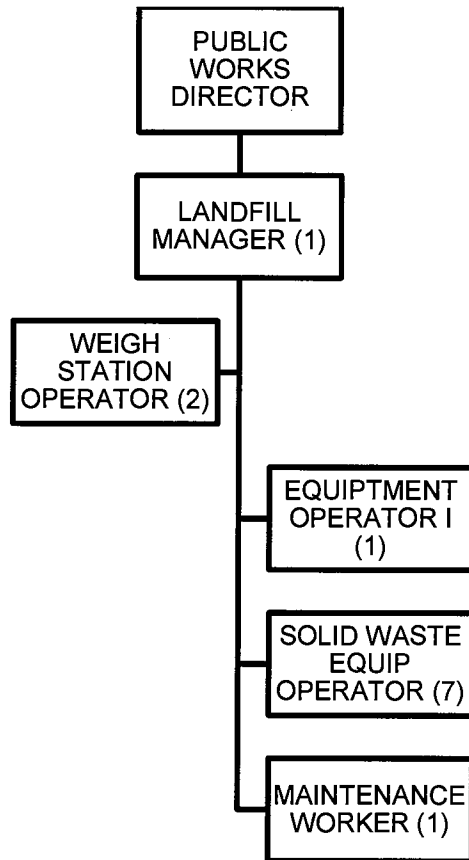 PUBLIC
WORKS
DIRECTOR
LANDFILL
MANAGER (1)
WEIGH
STATION
OPERATOR (2)
EQUIPTMENT
OPERATOR I
(1)
SOLID WASTE
EQUIP
OPERATOR (7)
MAINTENANCE
WORKER (1)